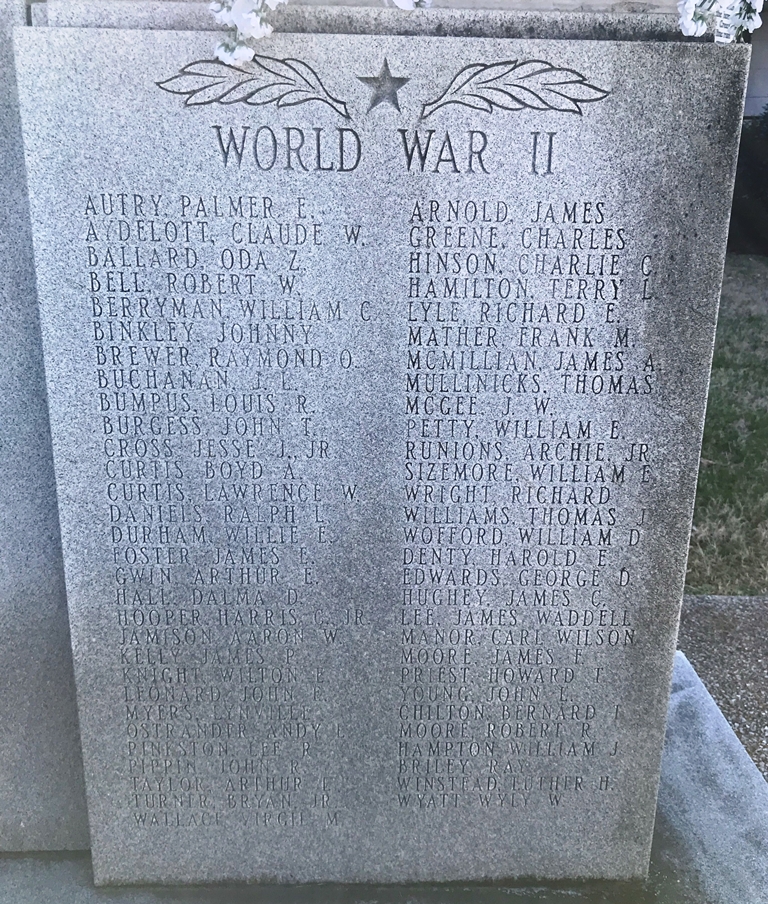 WORLD WAR II
AUTRY, PALMER E.
AYDELOTT, CLAUDE W.
BALLARD, ODA Z.
BELL, ROBERT W.
BERRYMAN, WILLIAM C.
BINKLEY, JOHNNY
BREWER, RAYMOND O.
BUCHANAN, J. L.
BUMPUS, LOUIS R.
BURGESS, JOHN T.
CROSS, JESSE J., JR.
CURTIS, BOYD A.
CURTIS, LAWRENCE W.
DANIELS, RALPH L.
DURHAM, WILLIE E.
FOSTER, JAMES E.
GWIN, ARTHUR E.
HALL, DALMA D.
HOOPER, HARRIS C., JR.
JAMISON, AARON W.
KELLY, JAMES P.
KNIGHT, WILTON E.
LEONARD, JOHN
MYERS, LYNVILLE
OSTRANDER, ANDY
PINKSTON, LEE R.
PIPPIN, JOHN
TAYLOR, ARTHUR
TURNER, BRYAN, JR.
WALLACE, VIRGIL M.
ARNOLD, JAMES
GREENE, CHARLES
HINSON, CHARLIE C.
HAMILTON, TERRY L.
LYLE, RICHARD E.
MATHER, FRANK M.
MCMILLIAN, JAMES A.
MULLINICKS, THOMAS
MCGEE, J. W.
PETTY, WILLIAM E.
RUNIONS, ARCHIE, JR.
SIZEMORE, WILLIAM E.
WRIGHT, RICHARD
WILLIAMS, THOMAS J.
WOFFORD, WILLIAM D.
DENTY, HAROLD E.
EDWARDS, GEORGE D.
HUGHEY, JAMES C.
LEE, JAMES WADDELL
MANOR, CARL WILSON
MOORE, JAMES F.
PRIEST, HOWARD T.
YOUNG, JOHN L.
CHILTON, BERNARD
MOORE, ROBERT R.
HAMPTON, WILLIAM J.
BRILEY, RAY
WINSTEAD, LUTHER H.
WYATT, WYLY W.